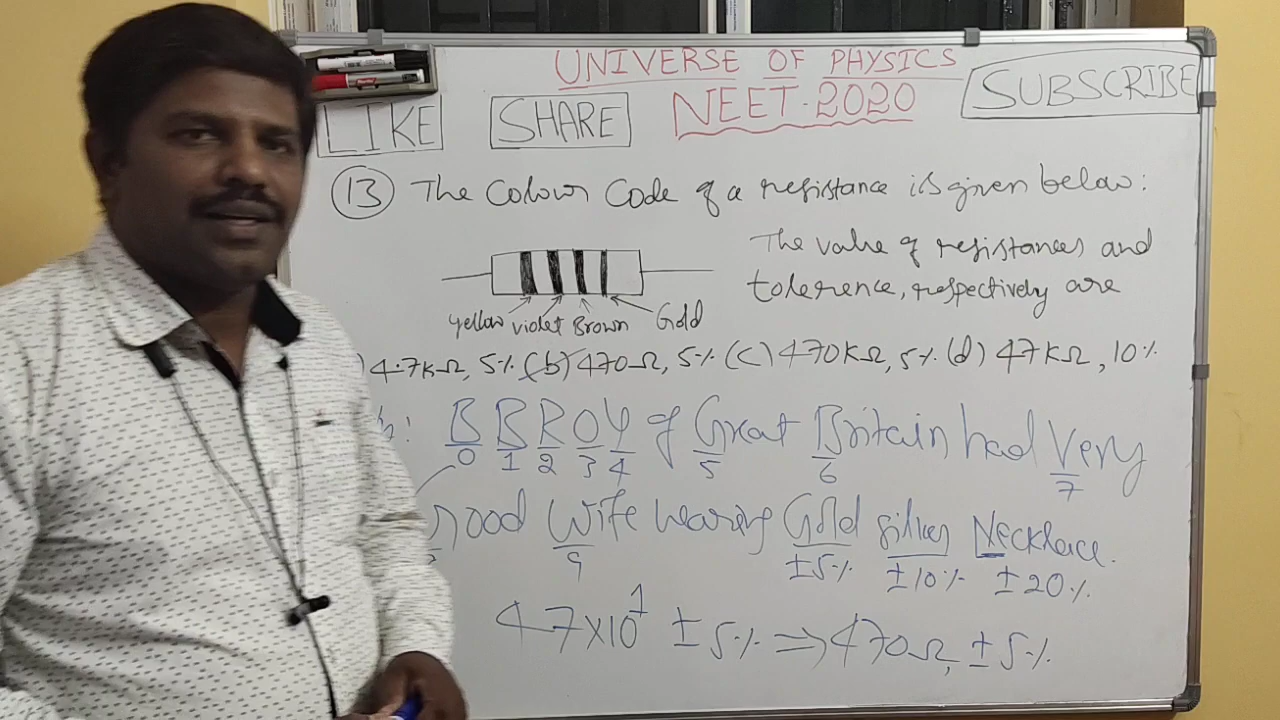 UNIVERSE OF PHYSICS
LIKE SHARE NEET-2020 SUBSCRIBE
13 The Colour Code of a resistance is given below:
The value of resistances and
tolerence, respectively are
Yellow violet Brown Gold
) 4.7KΩ, 5% (b) 470Ω, 5% (c) 470KΩ, 5% (d) 47KΩ, 10%
: B B R O Y of Great Britain had Very
0 1 2 3 4 5 6 7
ood Wife wearing Gold silver Necklace.
9 ±5% ±10% ±20%
47×10¹ ±5% ⇒ 470Ω, ±5%